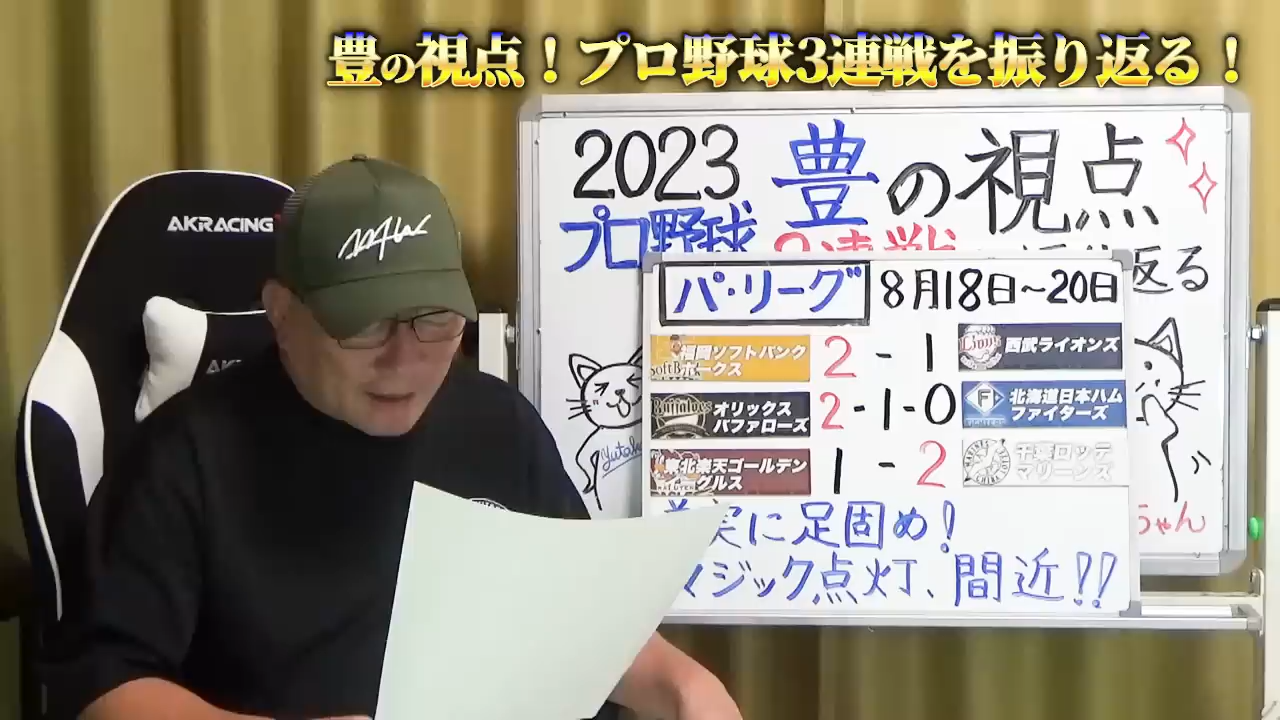 豊の視点！プロ野球3連戦を振り返る！
AKRACING
2023 豊の視点
プロ野球
返る
パ・リーグ 8月18日〜20日
福岡ソフトバンク
ホークス
2 - 1
西武ライオンズ
オリックス
バファローズ
2-1-0
北海道日本ハム
ファイターズ
東北楽天ゴールデン
グルス
1 - 2
千葉ロッテ
マリーンズ
実に足固め！
マジック点灯、間近!!
ちゃん